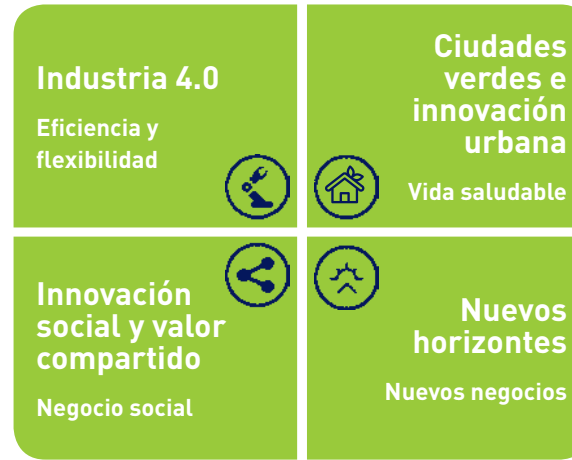 Industria 4.0
Eficiencia y
flexibilidad
Ciudades
verdes e
innovación
urbana
Vida saludable
Innovación
social y valor
compartido
Negocio social
Nuevos
horizontes
Nuevos negocios